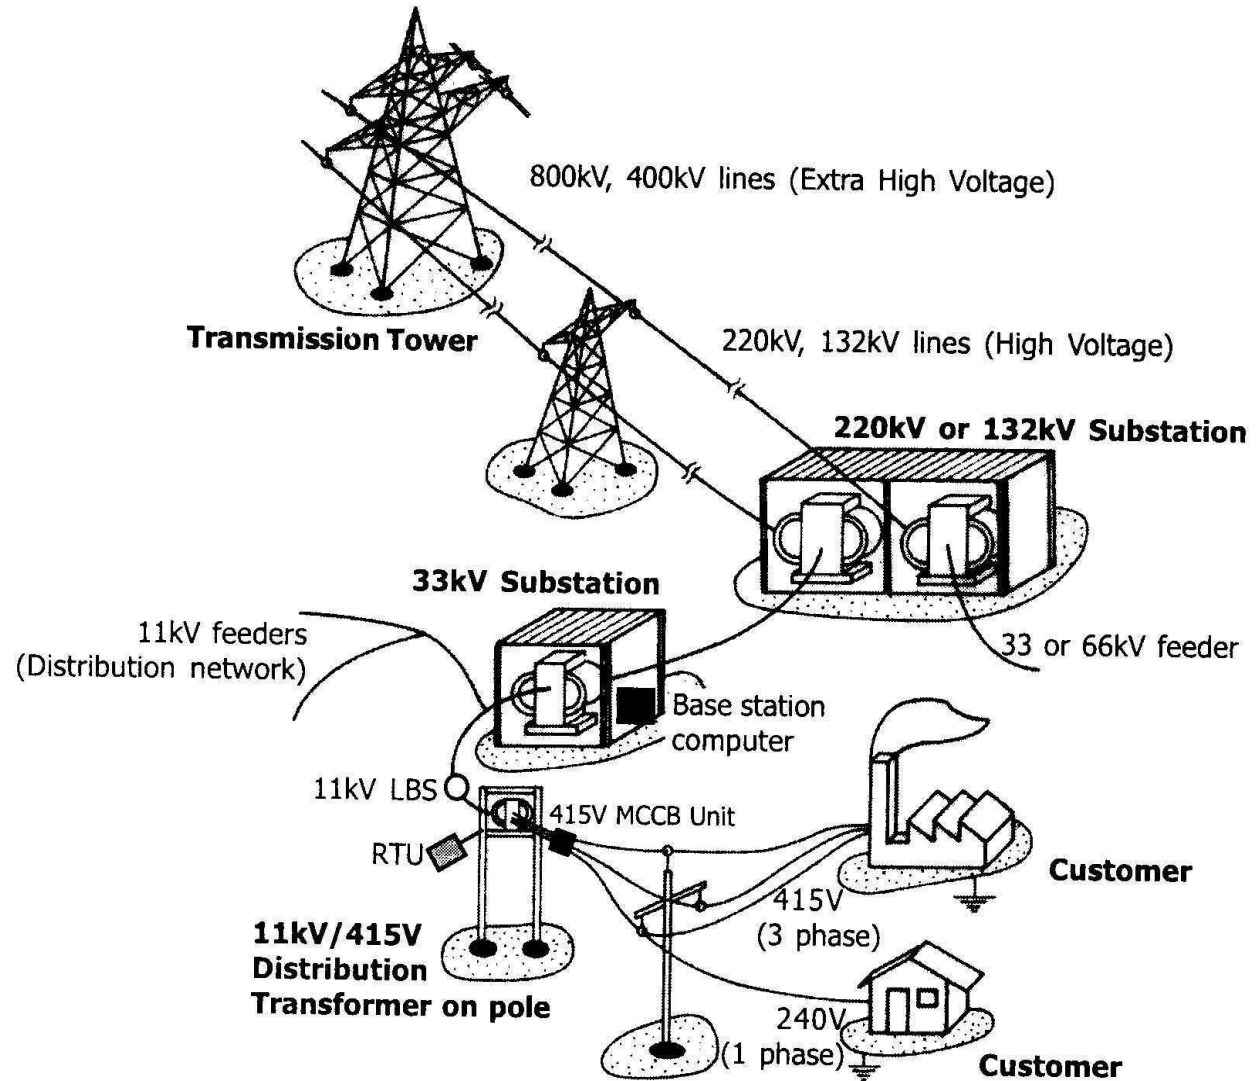 800kV, 400kV lines (Extra High Voltage)
Transmission Tower
220kV, 132kV lines (High Voltage)
220kV or 132kV Substation
33kV Substation
11kV feeders
(Distribution network)
33 or 66kV feeder
Base station
computer
11kV LBS
415V MCCB Unit
RTU
Customer
415V
(3 phase)
11kV/415V
Distribution
Transformer on pole
240V
(1 phase)
Customer